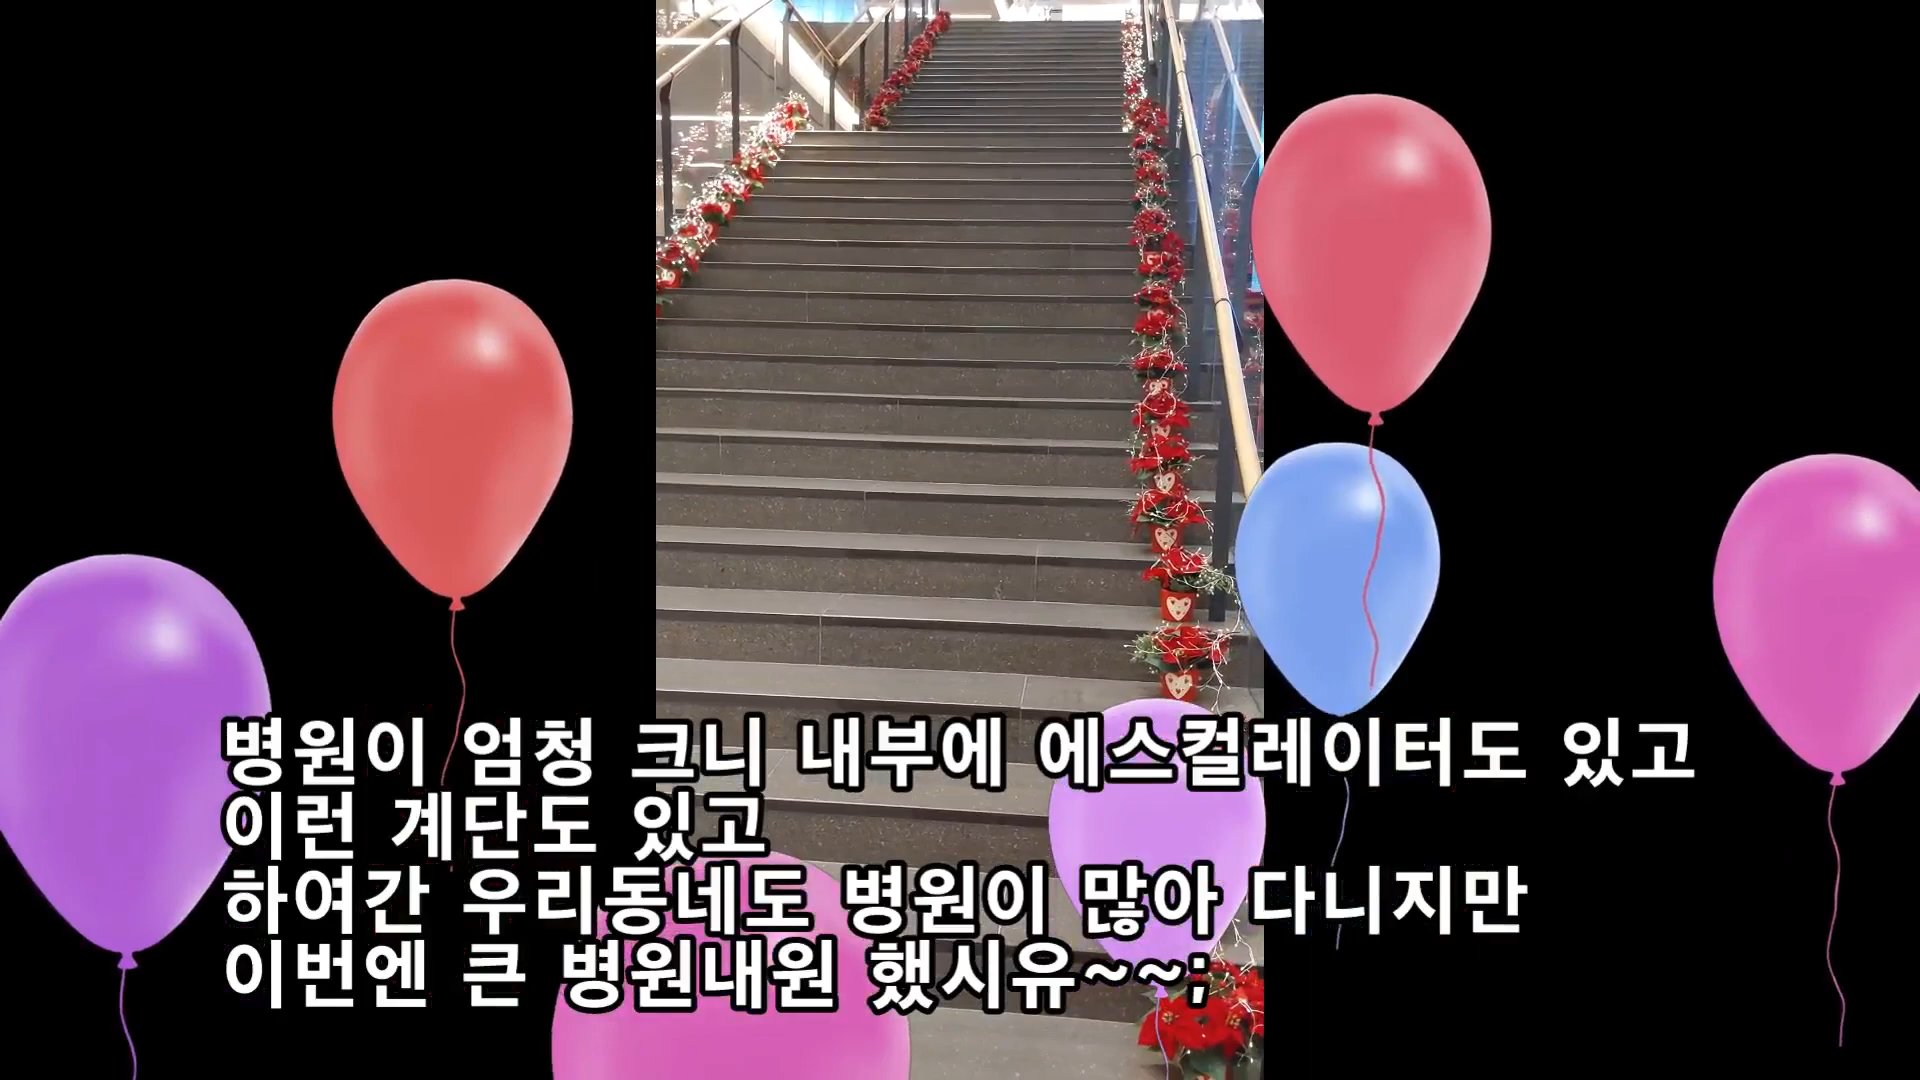 병원이 엄청 크니 내부에 에스컬레이터도 있고
이런 계단도 있고
하여간 우리동네도 병원이 많아 다니지만
이번엔 큰 병원내원 했시유~~;